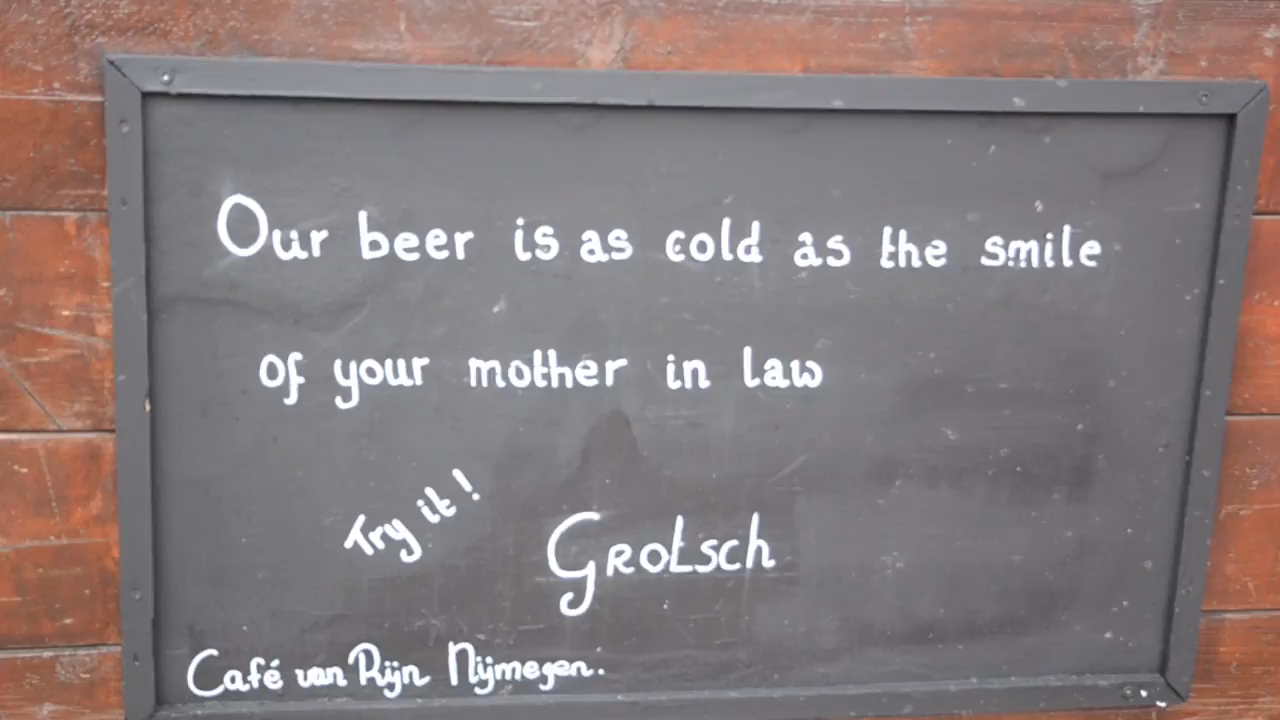 Our beer is as cold as the smile
of your mother in law
Try it!
Grotsch
Café van Rijn Nijmegen.